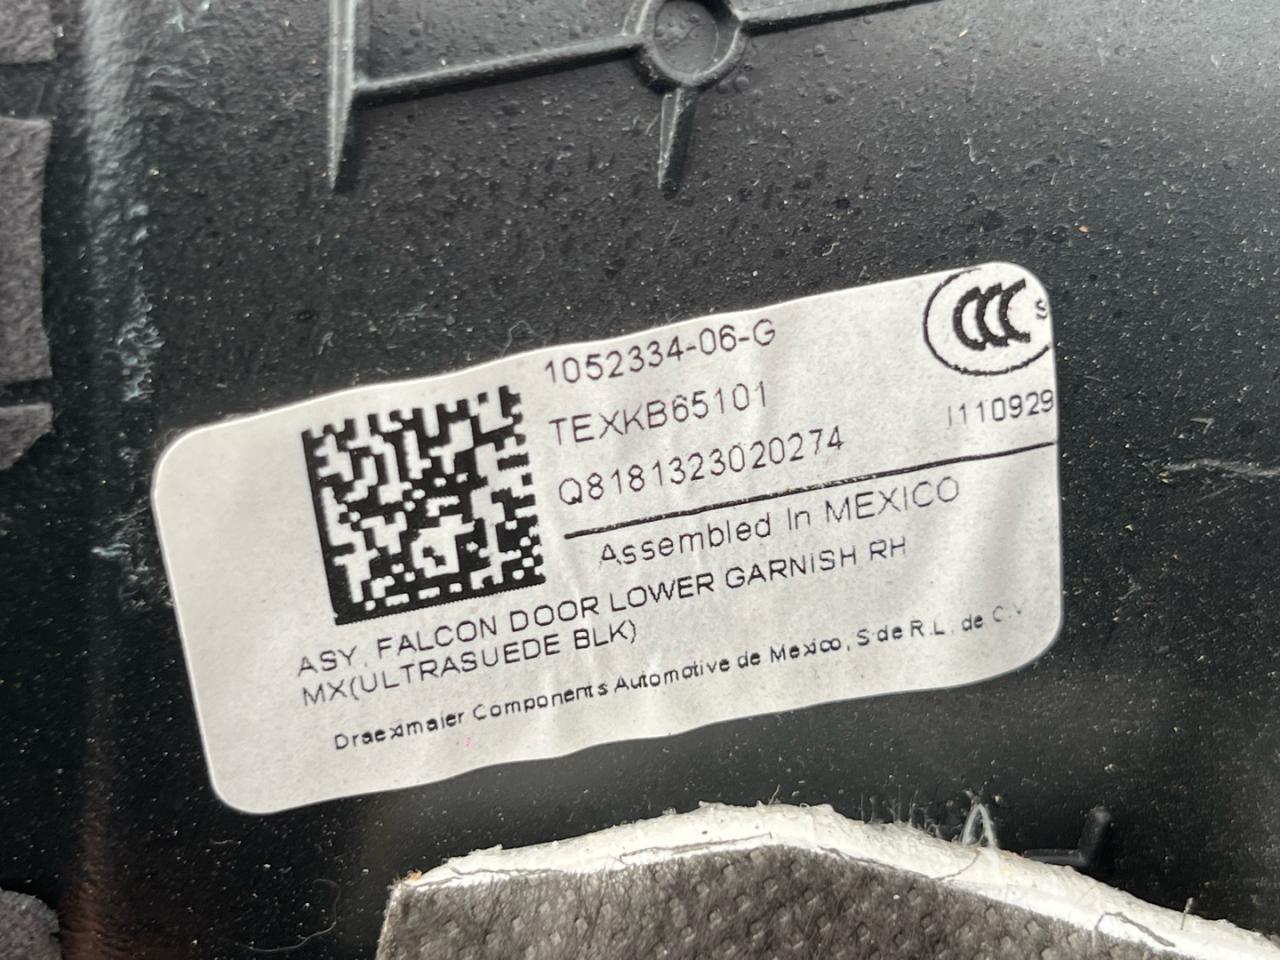 1052334-06-G
CCC S
TEXKB65101
I110929
Q8181323020274
Assembled In MEXICO
ASY, FALCON DOOR LOWER GARNISH RH
MX(ULTRASUEDE BLK)
Draexlmaier Components Automotive de Mexico, S de R.L. de C.V